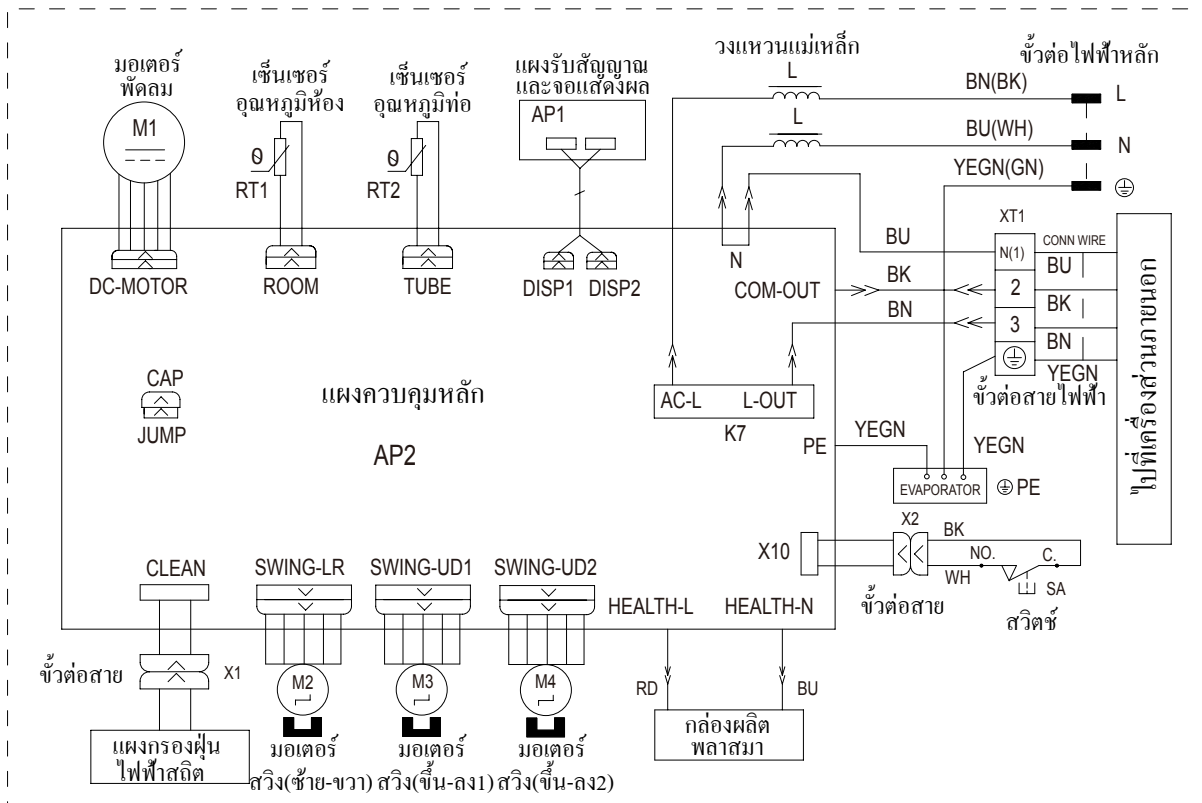 มอเตอร์
พัดลม
M1
เซ็นเซอร์
อุณหภูมิห้อง
θ
RT1
เซ็นเซอร์
อุณหภูมิท่อ
θ
RT2
แผงรับสัญญาณ
และจอแสดงผล
AP1
วงแหวนแม่เหล็ก
L
L
ขั้วต่อไฟฟ้าหลัก
BN(BK)
L
BU(WH)
N
YEGN(GN)
DC-MOTOR
ROOM
TUBE
DISP1
DISP2
N
COM-OUT
BU
BK
BN
XT1
N(1)
2
3
CONN WIRE
BU
BK
BN
YEGN
ขั้วต่อสายไฟฟ้า
ไปที่เครื่องส่วนภายนอก
CAP
JUMP
แผงควบคุมหลัก
AP2
AC-L
L-OUT
K7
PE
YEGN
YEGN
EVAPORATOR
PE
X10
X2
BK
NO.
C.
WH
SA
ขั้วต่อสาย
สวิตช์
CLEAN
SWING-LR
SWING-UD1
SWING-UD2
HEALTH-L
HEALTH-N
ขั้วต่อสาย
X1
M2
M3
M4
RD
BU
แผงกรองฝุ่น
ไฟฟ้าสถิต
มอเตอร์
สวิง(ซ้าย-ขวา)
มอเตอร์
สวิง(ขึ้น-ลง1)
มอเตอร์
สวิง(ขึ้น-ลง2)
กล่องผลิต
พลาสมา